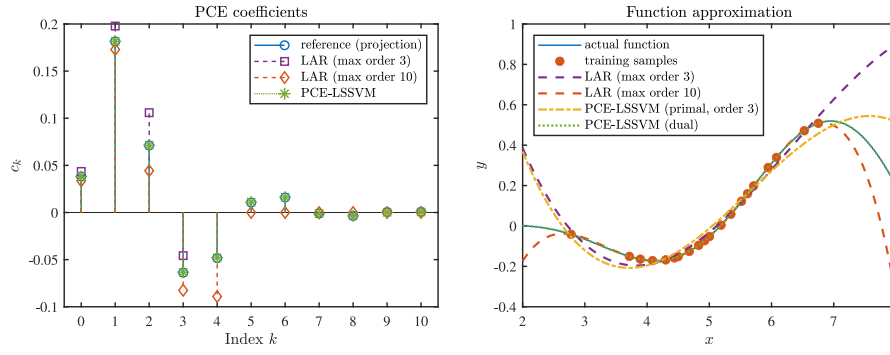 PCE coefficients
0.2
0.15
0.1
0.05
0
-0.05
-0.1
c_k
0 1 2 3 4 5 6 7 8 9 10
Index k
reference (projection)
LAR (max order 3)
LAR (max order 10)
PCE-LSSVM
Function approximation
1
0.8
0.6
0.4
0.2
0
-0.2
-0.4
y
2 3 4 5 6 7
x
actual function
training samples
LAR (max order 3)
LAR (max order 10)
PCE-LSSVM (primal, order 3)
PCE-LSSVM (dual)